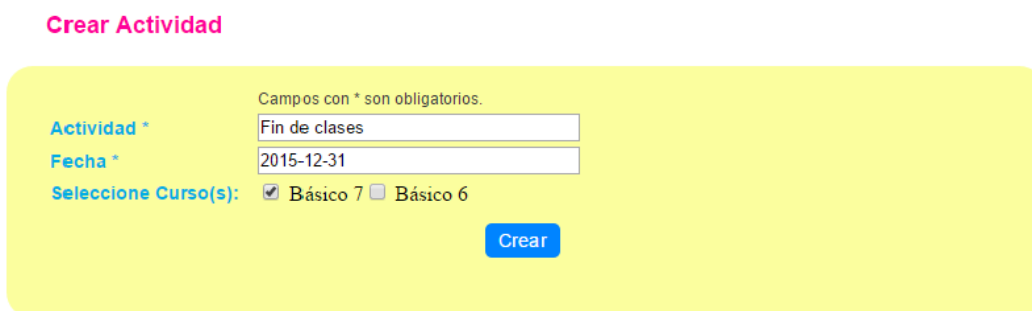 Crear Actividad
Campos con * son obligatorios.
Actividad * Fin de clases
Fecha * 2015-12-31
Seleccione Curso(s): Básico 7 Básico 6
Crear